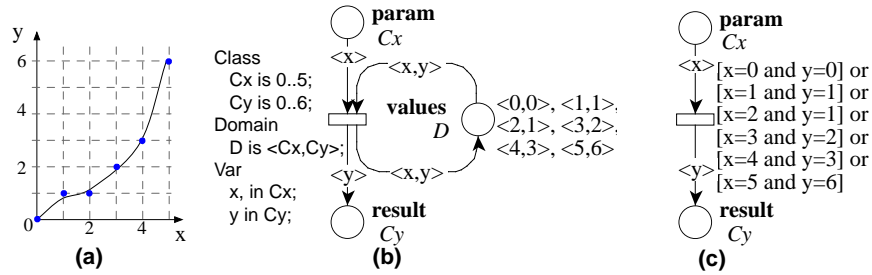 y
6
4
2
0
2
4
x
(a)
Class
Cx is 0..5;
Cy is 0..6;
Domain
D is <Cx,Cy>;
Var
x, in Cx;
y in Cy;
param
Cx
<x>
<x,y>
values
D
<0,0>, <1,1>,
<2,1>, <3,2>,
<4,3>, <5,6>
<x,y>
<y>
result
Cy
(b)
param
Cx
<x>
[x=0 and y=0] or
[x=1 and y=1] or
[x=2 and y=1] or
[x=3 and y=2] or
[x=4 and y=3] or
[x=5 and y=6]
<y>
result
Cy
(c)